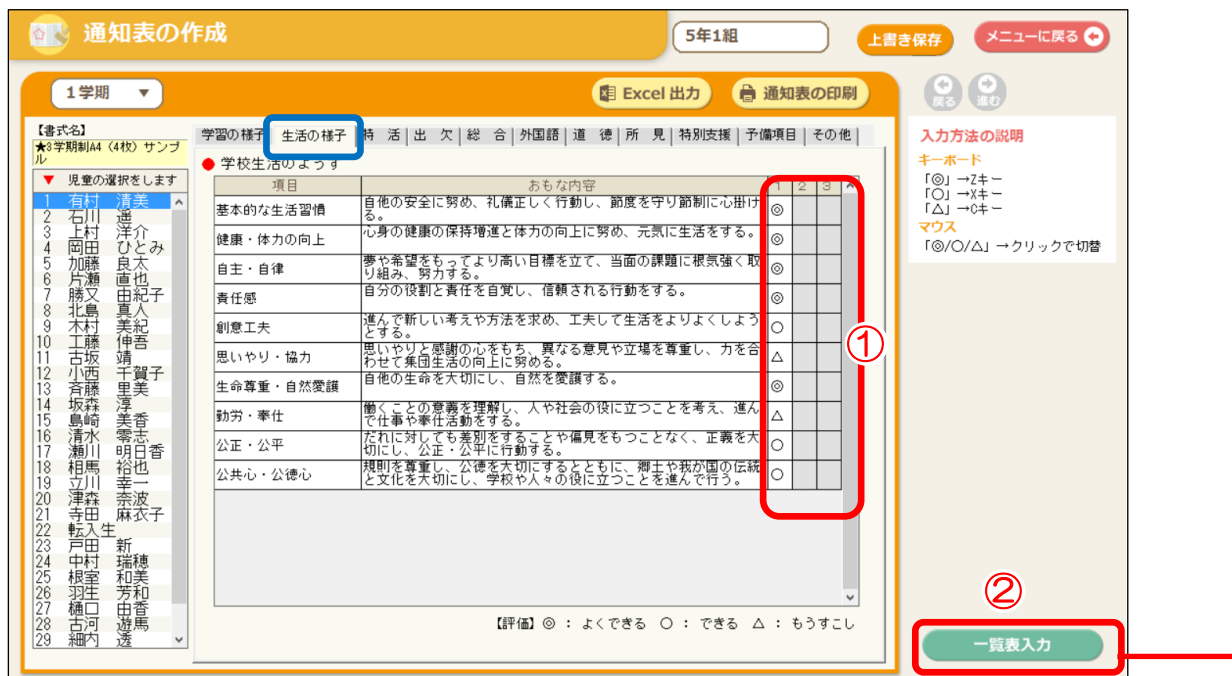 通知表の作成
5年1組
上書き保存
メニューに戻る
1学期 ▼
Excel 出力
通知表の印刷
戻る
進む
【書式名】
★3学期制A4（4枚）サンプ
ル
▼ 児童の選択をします
1 有村 清美
2 石川 遥
3 上村 洋介
4 岡田 ひとみ
5 加藤 良太
6 片瀬 直也
7 勝又 由紀子
8 北島 真人
9 木村 美紀
10 工藤 伸吾
11 古坂 靖
12 小西 千賀子
13 斉藤 里美
14 坂森 淳
15 島崎 美香
16 清水 零志
17 瀬川 明日香
18 相馬 裕也
19 立川 幸一
20 津森 奈波
21 寺田 麻衣子
22 転入生
23 戸田 新
24 中村 瑞穂
25 根室 和美
26 羽生 芳和
27 樋口 由香
28 古河 遊馬
29 細内 透
学習の様子 生活の様子 特 活 出 欠 総 合 外国語 道 徳 所 見 特別支援 予備項目 その他
● 学校生活のようす
項目 おもな内容 1 2 3
基本的な生活習慣 自他の安全に努め、礼儀正しく行動し、節度を守り節制に心掛け
る。 ◎
健康・体力の向上 心身の健康の保持増進と体力の向上に努め、元気に生活をする。 ◎
自主・自律 夢や希望をもってより高い目標を立て、当面の課題に根気強く取
り組み、努力する。 ◎
責任感 自分の役割と責任を自覚し、信頼される行動をする。 ◎
創意工夫 進んで新しい考えや方法を求め、工夫して生活をよりよくしよう
とする。 ○
思いやり・協力 思いやりと感謝の心をもち、異なる意見や立場を尊重し、力を合
わせて集団生活の向上に努める。 △
生命尊重・自然愛護 自他の生命を大切にし、自然を愛護する。 ◎
勤労・奉仕 働くことの意義を理解し、人や社会の役に立つことを考え、進ん
で仕事や奉仕活動をする。 △
公正・公平 だれに対しても差別をすることや偏見をもつことなく、正義を大
切にし、公正・公平に行動する。 ○
公共心・公徳心 規則を尊重し、公徳を大切にするとともに、郷土や我が国の伝統
と文化を大切にし、学校や人々の役に立つことを進んで行う。 ○
①
【評価】◎ ： よくできる ○ ： できる △ ： もうすこし
入力方法の説明
キーボード
「◎」→Zキー
「○」→Xキー
「△」→Cキー
マウス
「◎/○/△」→クリックで切替
②
一覧表入力